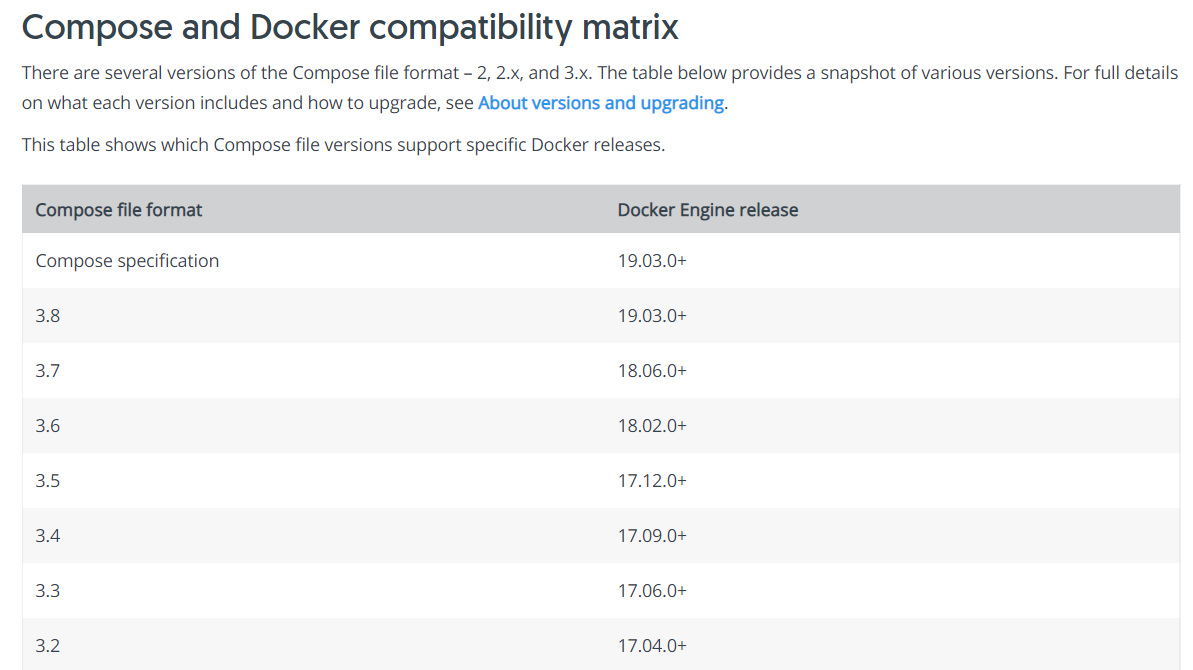 Compose and Docker compatibility matrix
There are several versions of the Compose file format – 2, 2.x, and 3.x. The table below provides a snapshot of various versions. For full details
on what each version includes and how to upgrade, see About versions and upgrading.
This table shows which Compose file versions support specific Docker releases.
Compose file format Docker Engine release
Compose specification 19.03.0+
3.8 19.03.0+
3.7 18.06.0+
3.6 18.02.0+
3.5 17.12.0+
3.4 17.09.0+
3.3 17.06.0+
3.2 17.04.0+